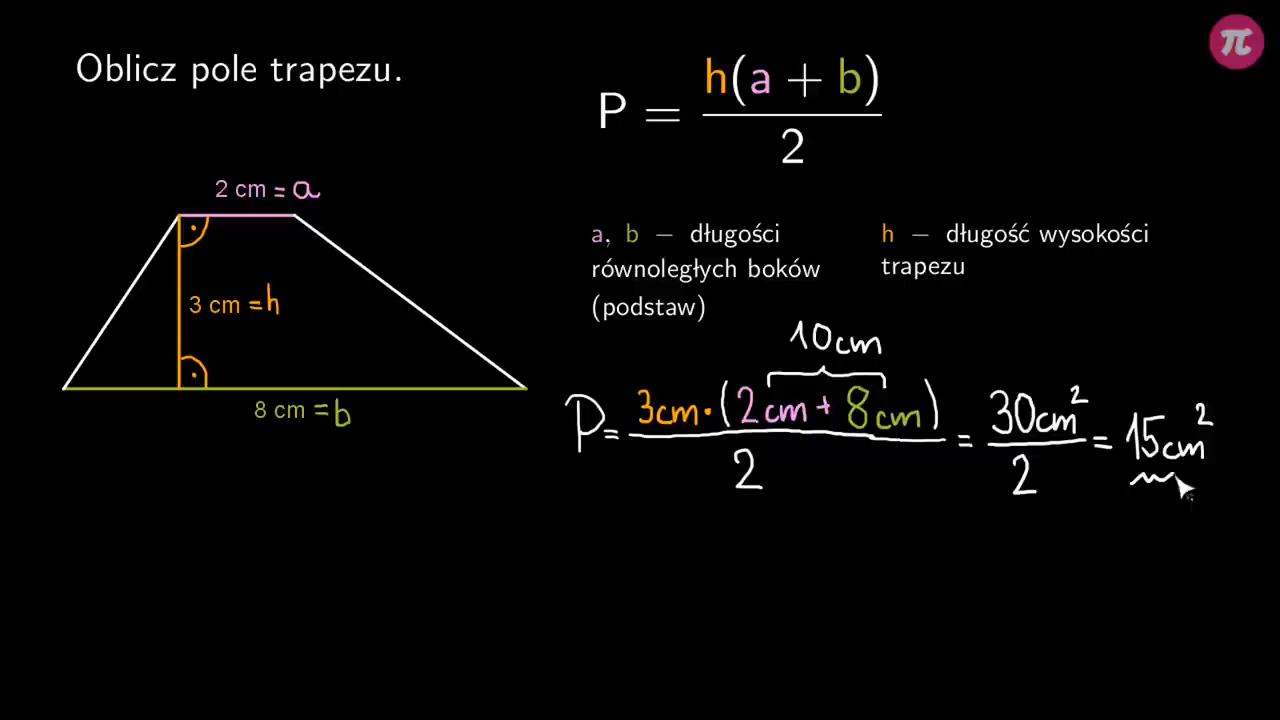 Oblicz pole trapezu.
P = h(a + b) / 2
2 cm = a
3 cm = h
8 cm = b
a, b – długości
równoległych boków
(podstaw)
h – długość wysokości
trapezu
10cm
P = 3cm · (2cm + 8cm) / 2 = 30cm² / 2 = 15cm²
π